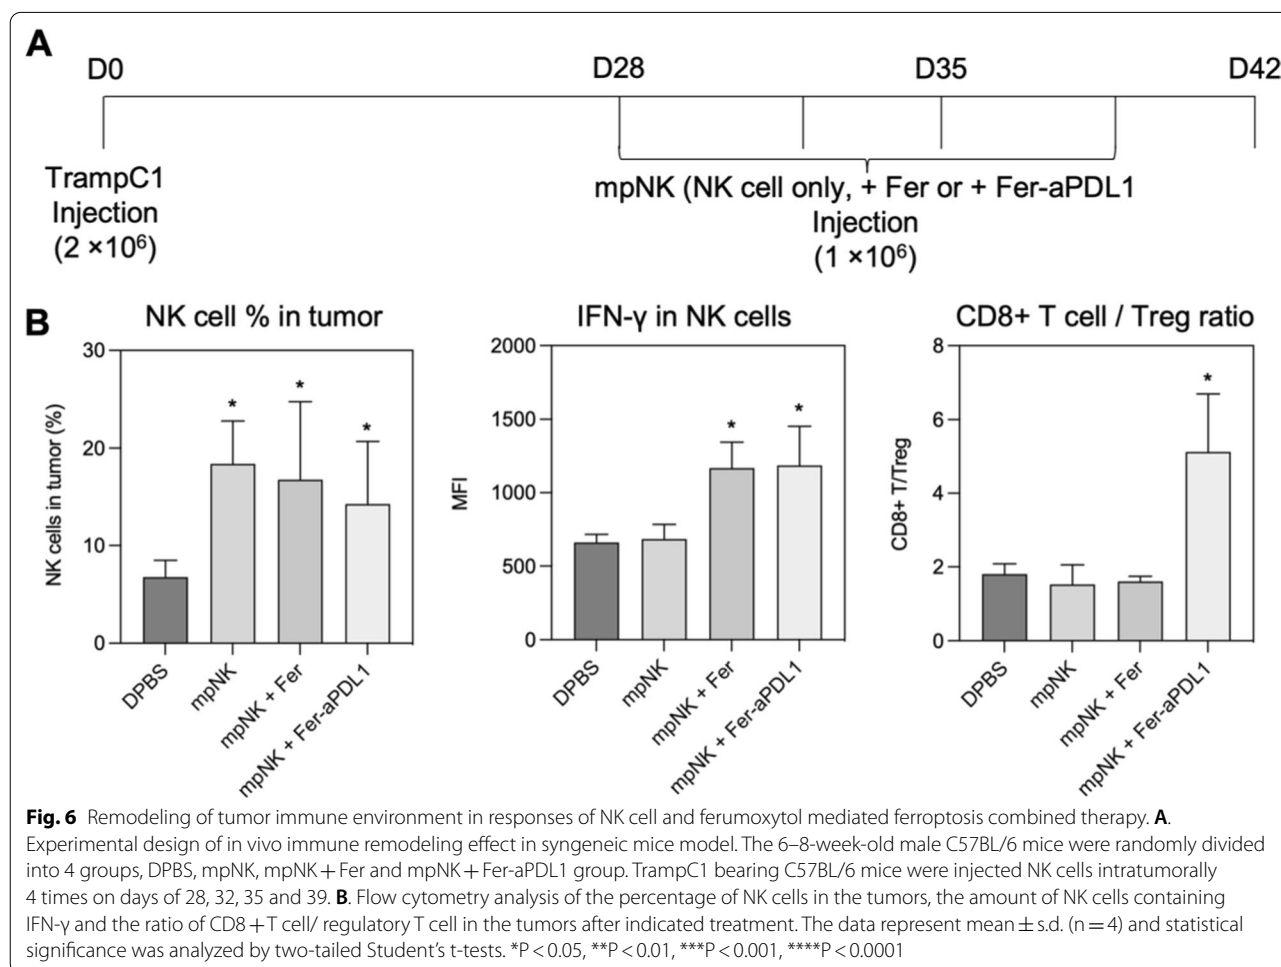 A
D0
D28
D35
D42
TrampC1
Injection
(2 ×10⁶)
mpNK (NK cell only, + Fer or + Fer-aPDL1
Injection
(1 ×10⁶)
B
NK cell % in tumor
NK cells in tumor (%)
30
20
10
0
DPBS
mpNK
mpNK + Fer
mpNK + Fer-aPDL1
* * *
IFN-γ in NK cells
MFI
2000
1500
1000
500
0
DPBS
mpNK
mpNK + Fer
mpNK + Fer-aPDL1
* *
CD8+ T cell / Treg ratio
CD8+ T/Treg
8
6
4
2
0
DPBS
mpNK
mpNK + Fer
mpNK + Fer-aPDL1
*
Fig. 6 Remodeling of tumor immune environment in responses of NK cell and ferumoxytol mediated ferroptosis combined therapy. A.
Experimental design of in vivo immune remodeling effect in syngeneic mice model. The 6–8-week-old male C57BL/6 mice were randomly divided
into 4 groups, DPBS, mpNK, mpNK + Fer and mpNK + Fer-aPDL1 group. TrampC1 bearing C57BL/6 mice were injected NK cells intratumorally
4 times on days of 28, 32, 35 and 39. B. Flow cytometry analysis of the percentage of NK cells in the tumors, the amount of NK cells containing
IFN-γ and the ratio of CD8 + T cell/ regulatory T cell in the tumors after indicated treatment. The data represent mean ± s.d. (n = 4) and statistical
significance was analyzed by two-tailed Student's t-tests. *P < 0.05, **P < 0.01, ***P < 0.001, ****P < 0.0001